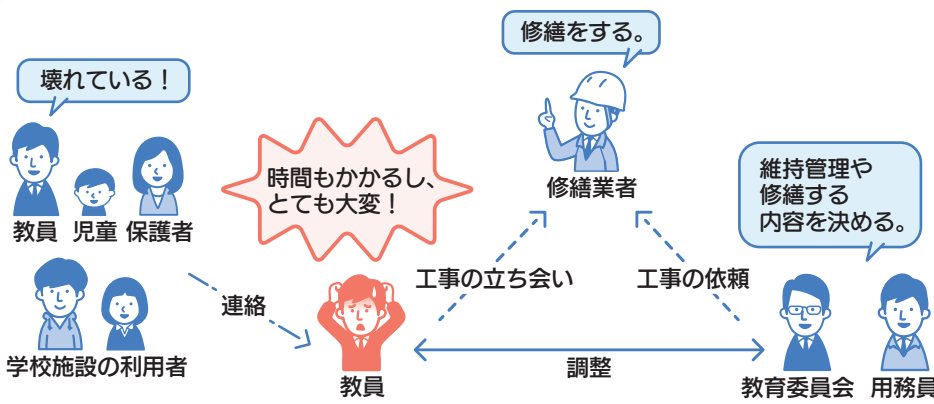 修繕をする。
壊れている！
時間もかかるし、
とても大変！
修繕業者
維持管理や
修繕する
内容を決める。
教員 児童 保護者
工事の立ち会い
工事の依頼
連絡
学校施設の利用者
調整
教員
教育委員会 用務員